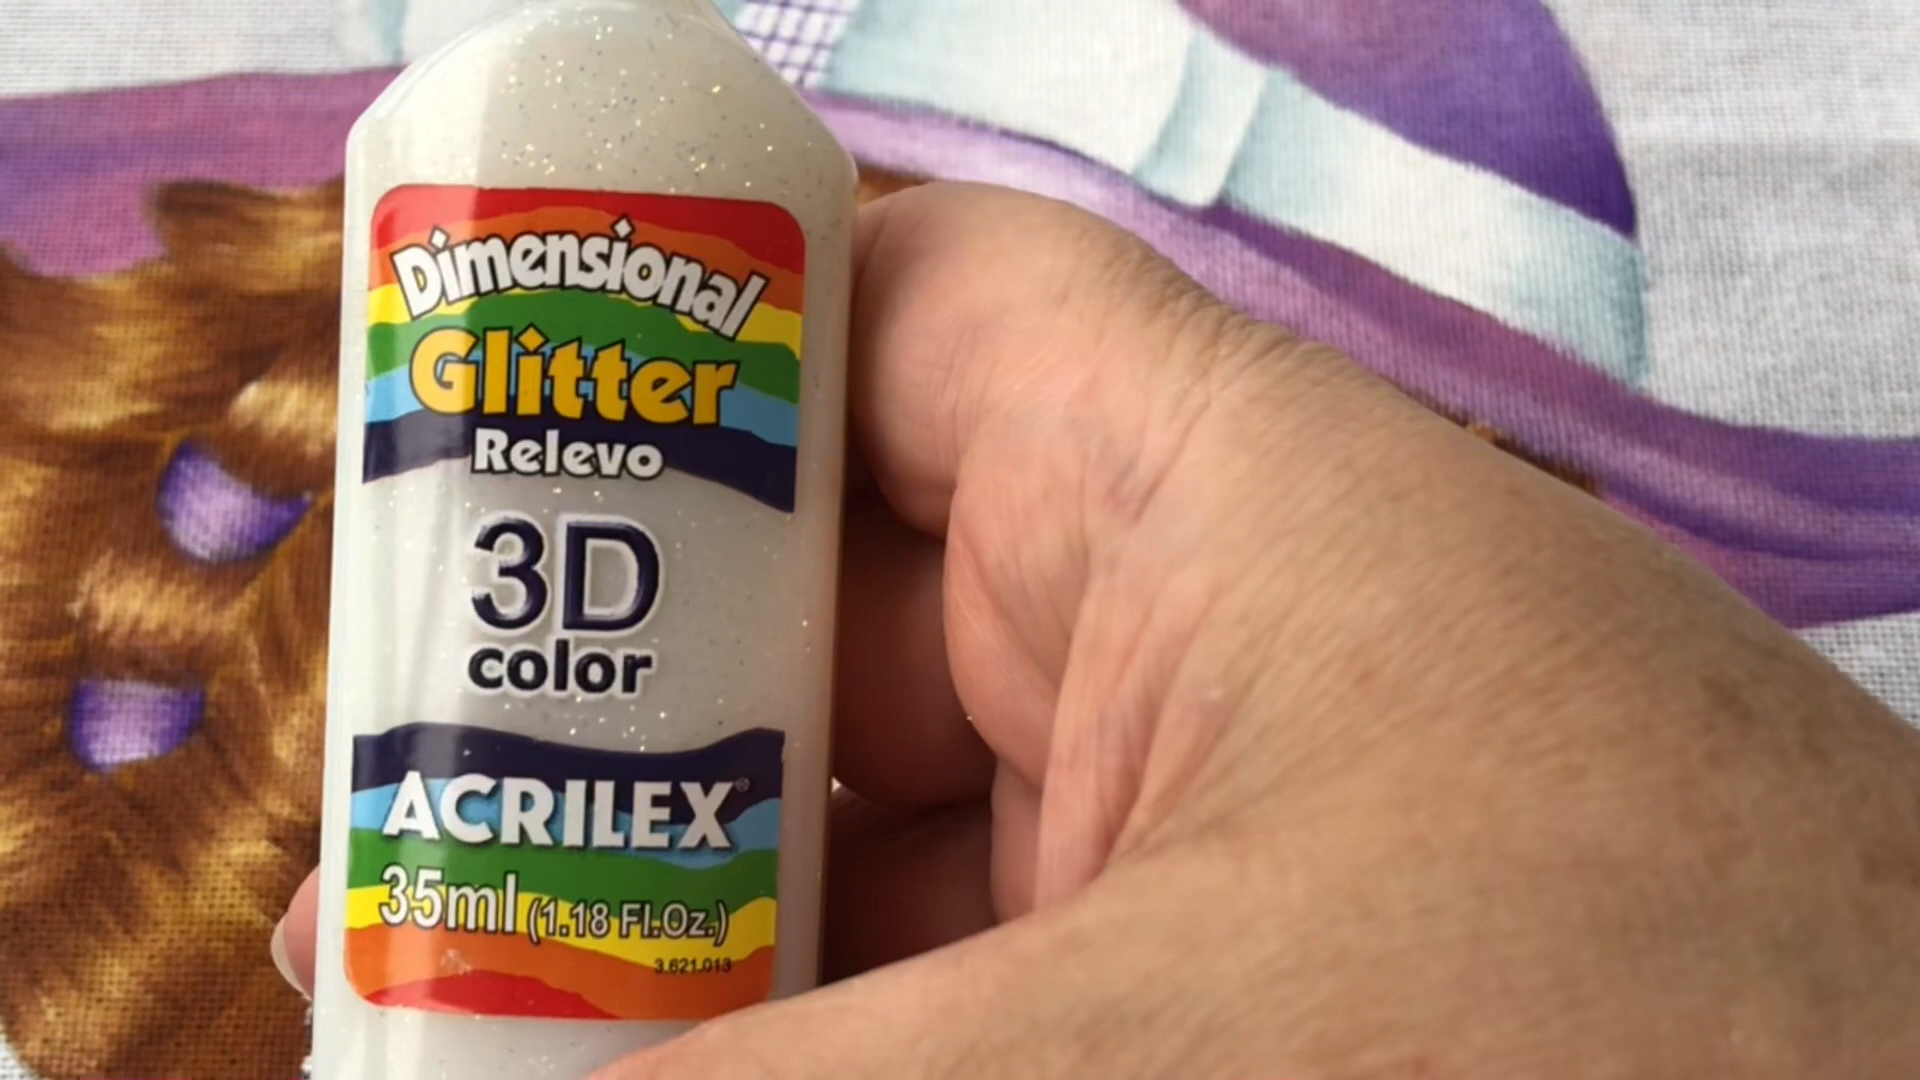 Dimensional
Glitter
Relevo
3D
color
ACRILEX®
35ml (1.18 Fl.Oz.)
3.621.013